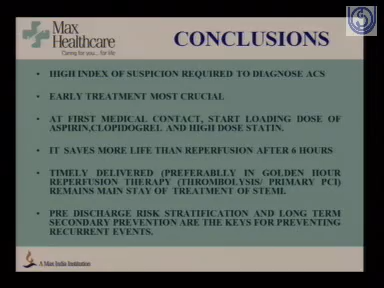 Max
Healthcare
Caring for you... for life
CONCLUSIONS
• HIGH INDEX OF SUSPICION REQUIRED TO DIAGNOSE ACS
• EARLY TREATMENT MOST CRUCIAL
• AT FIRST MEDICAL CONTACT, START LOADING DOSE OF
ASPIRIN,CLOPIDOGREL AND HIGH DOSE STATIN.
• IT SAVES MORE LIFE THAN REPERFUSION AFTER 6 HOURS
• TIMELY DELIVERED (PREFERABLLY IN GOLDEN HOUR
REPERFUSION THERAPY (THROMBOLYSIS/ PRIMARY PCI)
REMAINS MAIN STAY OF TREATMENT OF STEMI.
• PRE DISCHARGE RISK STRATIFICATION AND LONG TERM
SECONDARY PREVENTION ARE THE KEYS FOR PREVENTING
RECURRENT EVENTS.
A Max India Institution